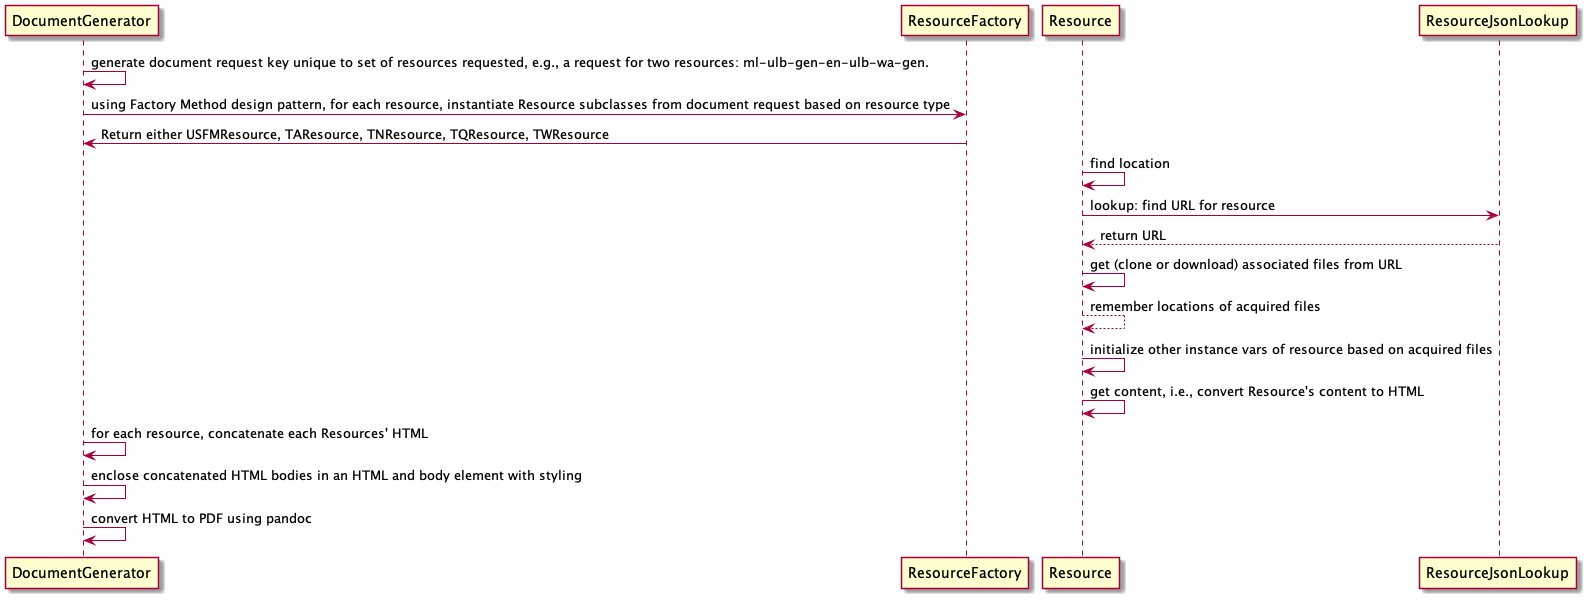 DocumentGenerator
ResourceFactory
Resource
ResourceJsonLookup
generate document request key unique to set of resources requested, e.g., a request for two resources: ml-ulb-gen-en-ulb-wa-gen.
using Factory Method design pattern, for each resource, instantiate Resource subclasses from document request based on resource type
Return either USFMResource, TAResource, TNResource, TQResource, TWResource
find location
lookup: find URL for resource
return URL
get (clone or download) associated files from URL
remember locations of acquired files
initialize other instance vars of resource based on acquired files
get content, i.e., convert Resource's content to HTML
for each resource, concatenate each Resources' HTML
enclose concatenated HTML bodies in an HTML and body element with styling
convert HTML to PDF using pandoc
DocumentGenerator
ResourceFactory
Resource
ResourceJsonLookup